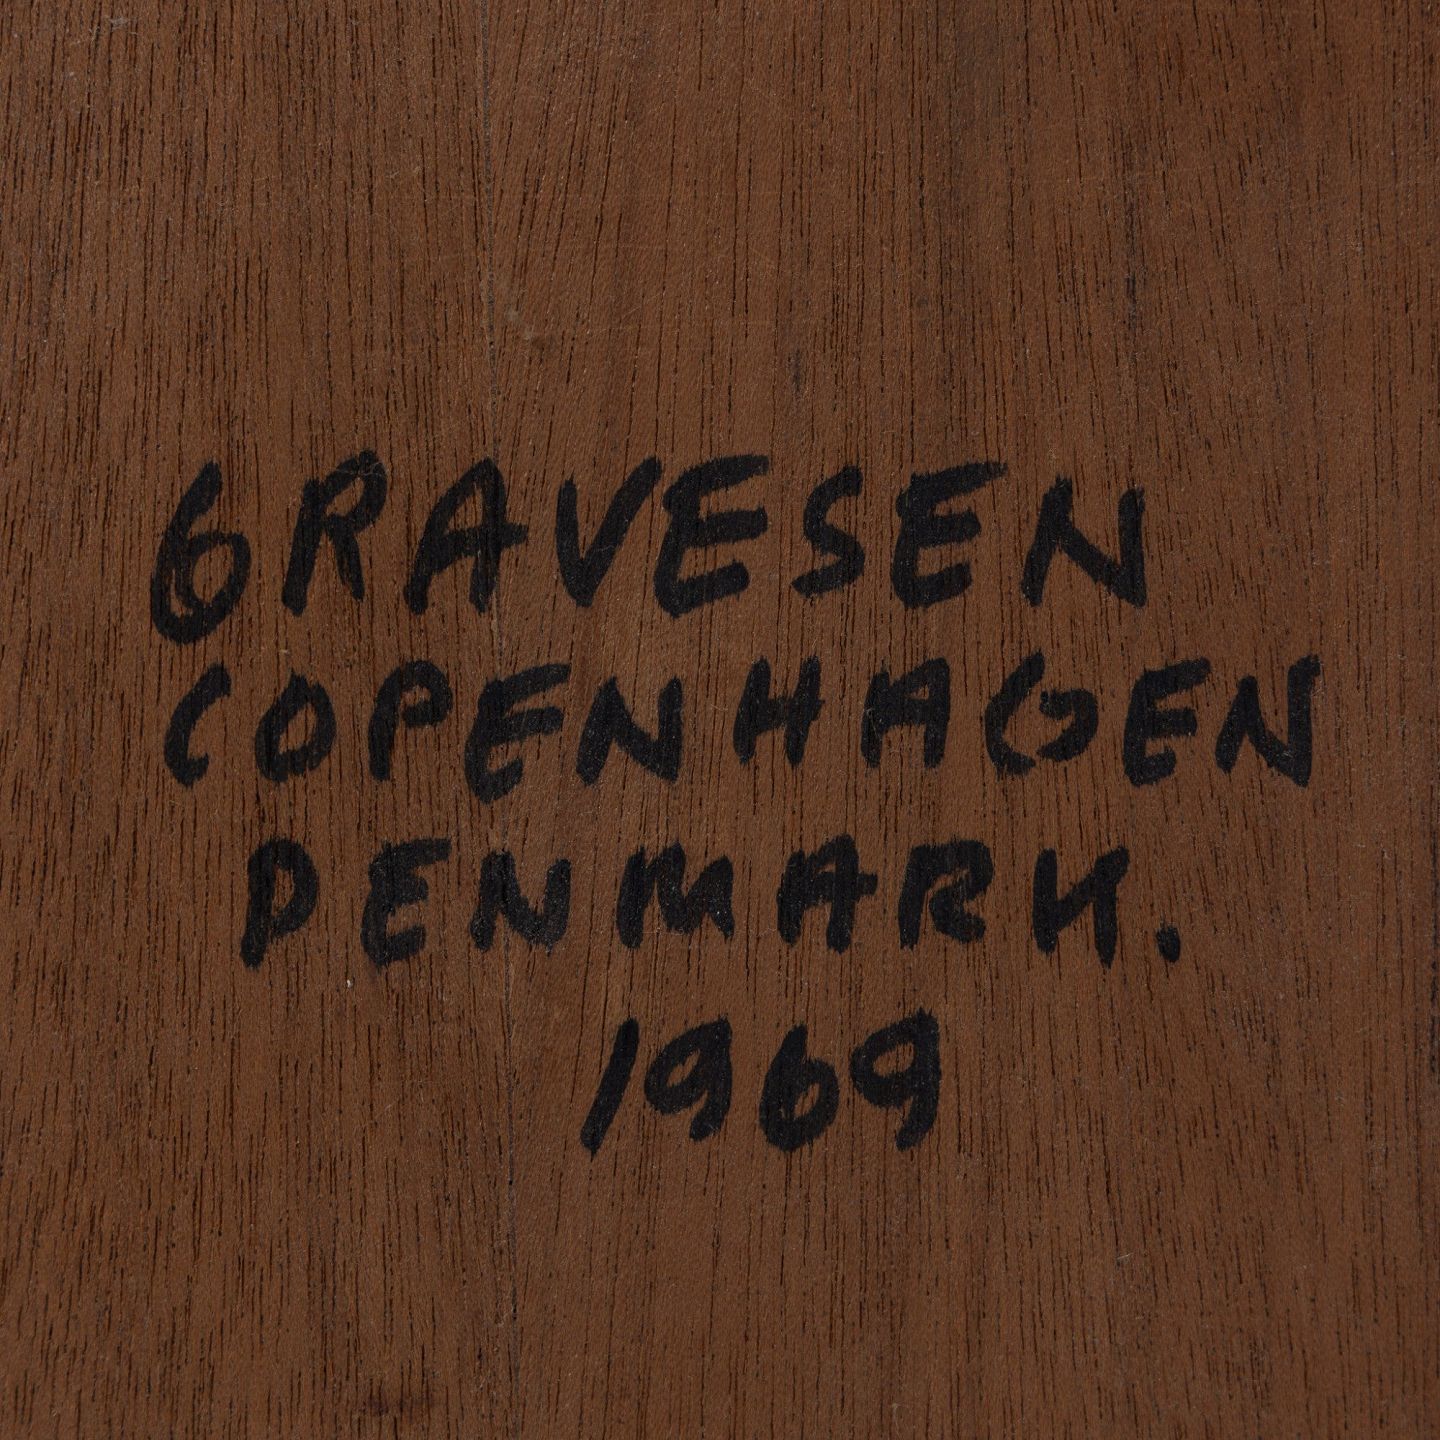 GRAVESEN
COPENHAGEN
DENMARK.
1969